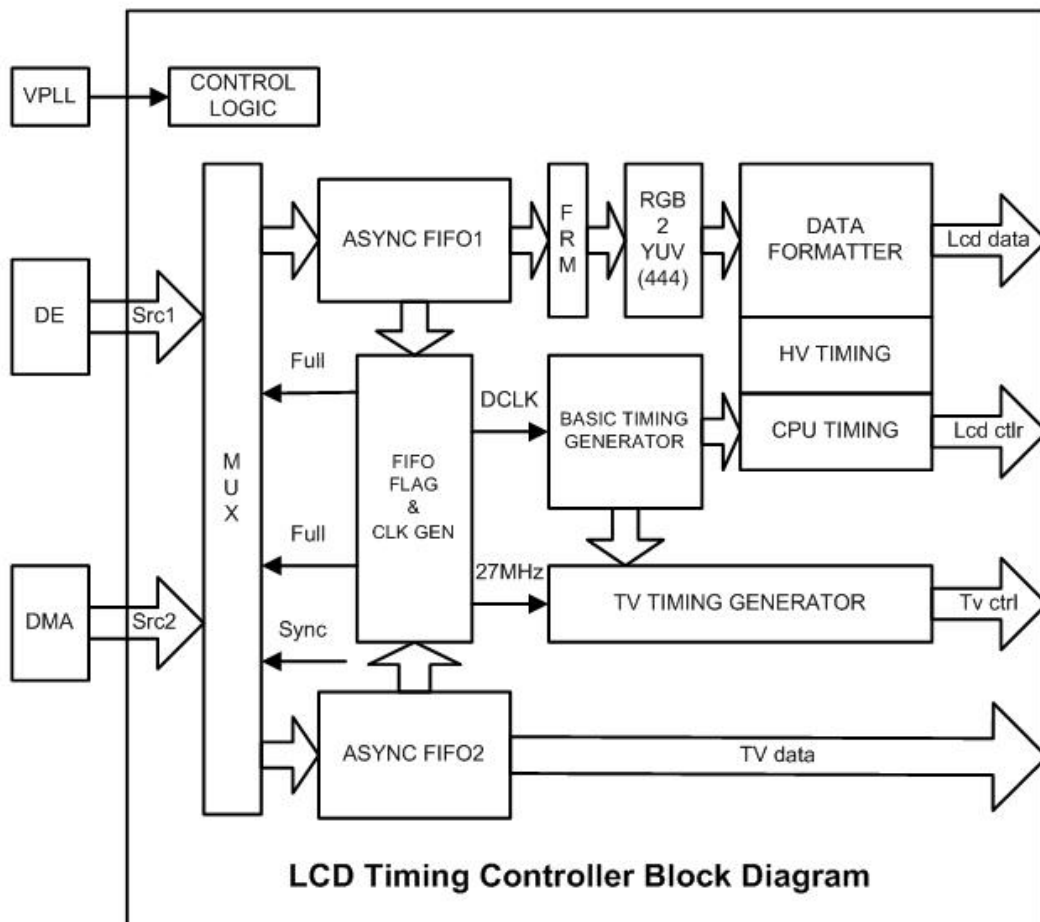 VPLL
CONTROL
LOGIC
DE
Src1
DMA
Src2
M
U
X
ASYNC FIFO1
F
R
M
RGB
2
YUV
(444)
DATA
FORMATTER
Lcd data
HV TIMING
CPU TIMING
Lcd ctlr
Full
DCLK
BASIC TIMING
GENERATOR
FIFO
FLAG
&
CLK GEN
Full
27MHz
TV TIMING GENERATOR
Tv ctrl
Sync
ASYNC FIFO2
TV data
LCD Timing Controller Block Diagram